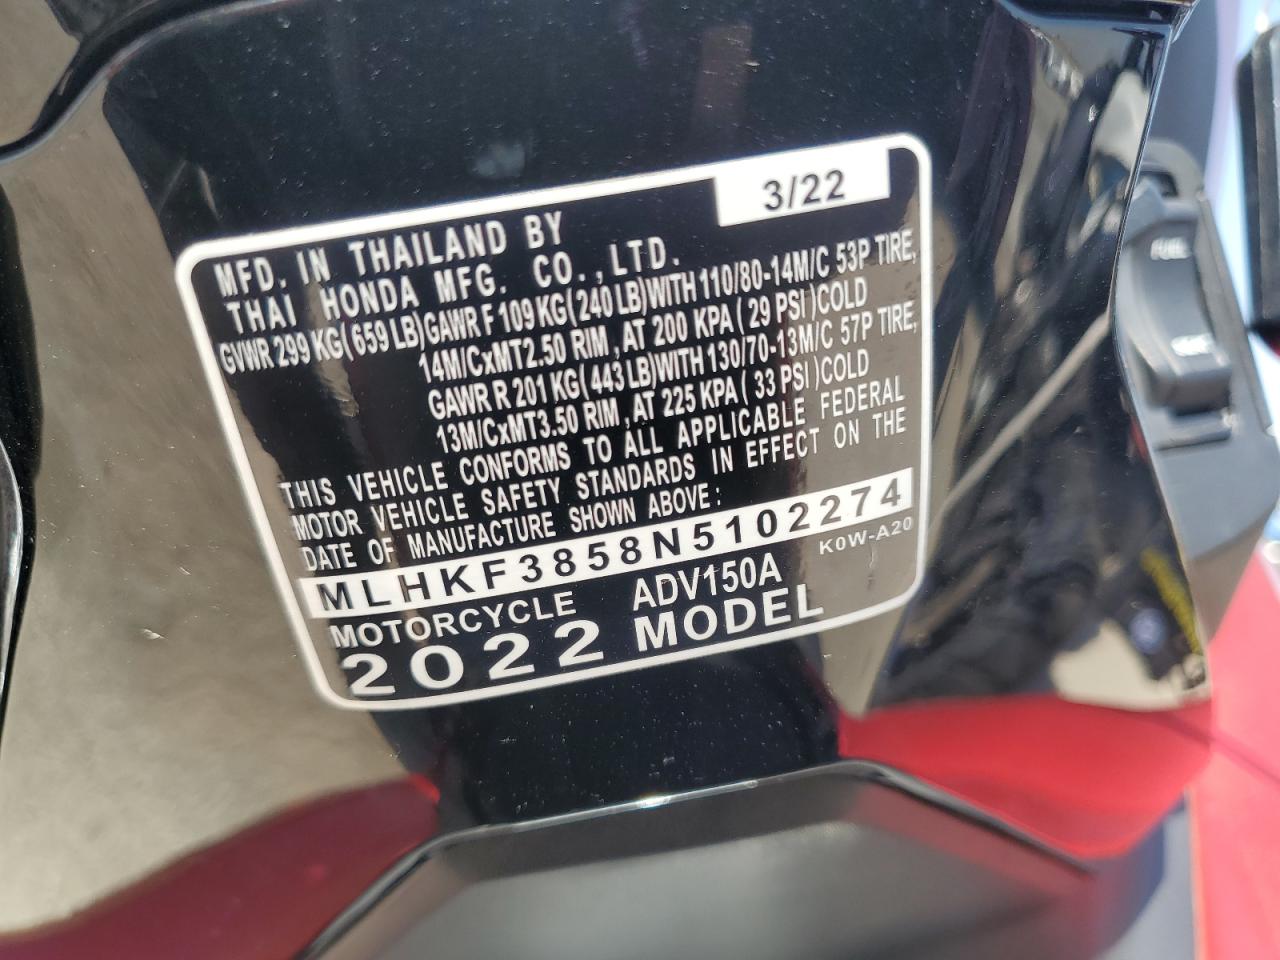 3/22
MFD. IN THAILAND BY
THAI HONDA MFG. CO.,LTD.
GVWR 299 KG(659 LB)GAWR F 109 KG(240 LB)WITH 110/80-14M/C 53P TIRE,
14M/CxMT2.50 RIM , AT 200 KPA ( 29 PSI )COLD
GAWR R 201 KG( 443 LB)WITH 130/70-13M/C 57P TIRE,
13M/CxMT3.50 RIM , AT 225 KPA ( 33 PSI )COLD
THIS VEHICLE CONFORMS TO ALL APPLICABLE FEDERAL
MOTOR VEHICLE SAFETY STANDARDS IN EFFECT ON THE
DATE OF MANUFACTURE SHOWN ABOVE :
MLHKF3858N5102274
K0W-A20
MOTORCYCLE ADV150A
2022 MODEL
FUEL